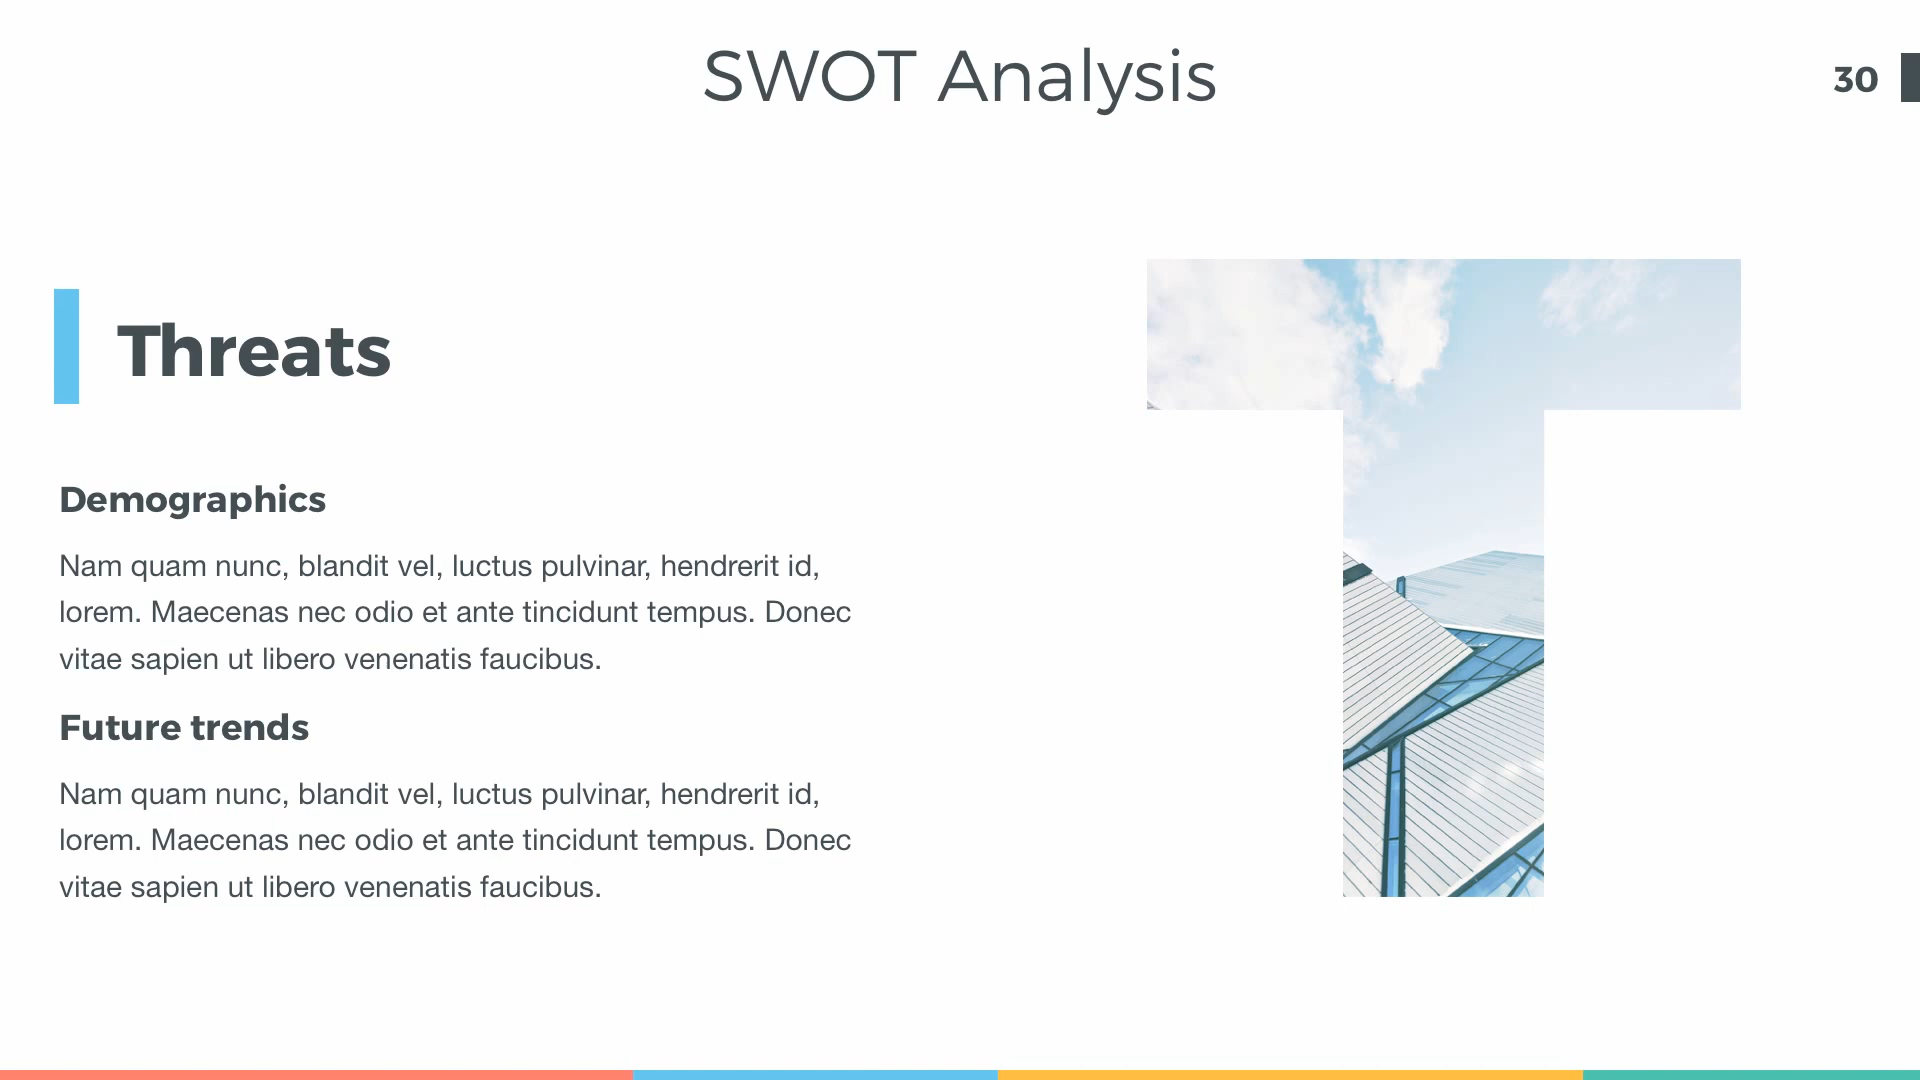 SWOT Analysis
30
Threats
Demographics
Nam quam nunc, blandit vel, luctus pulvinar, hendrerit id,
lorem. Maecenas nec odio et ante tincidunt tempus. Donec
vitae sapien ut libero venenatis faucibus.
Future trends
Nam quam nunc, blandit vel, luctus pulvinar, hendrerit id,
lorem. Maecenas nec odio et ante tincidunt tempus. Donec
vitae sapien ut libero venenatis faucibus.
T